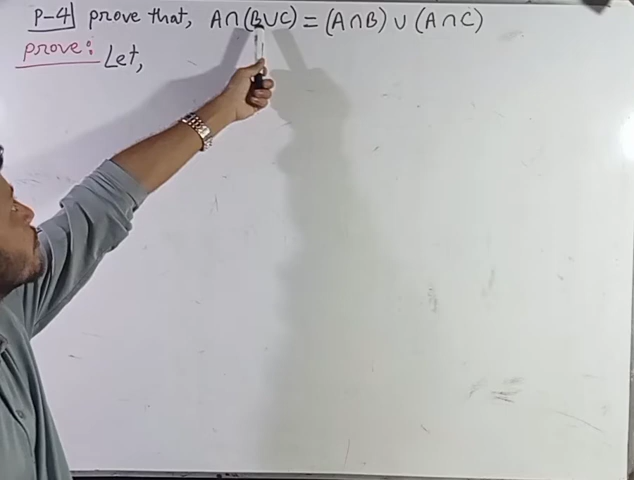 P-4 prove that, A∩(B∪C) = (A∩B) ∪ (A∩C)
prove: Let,